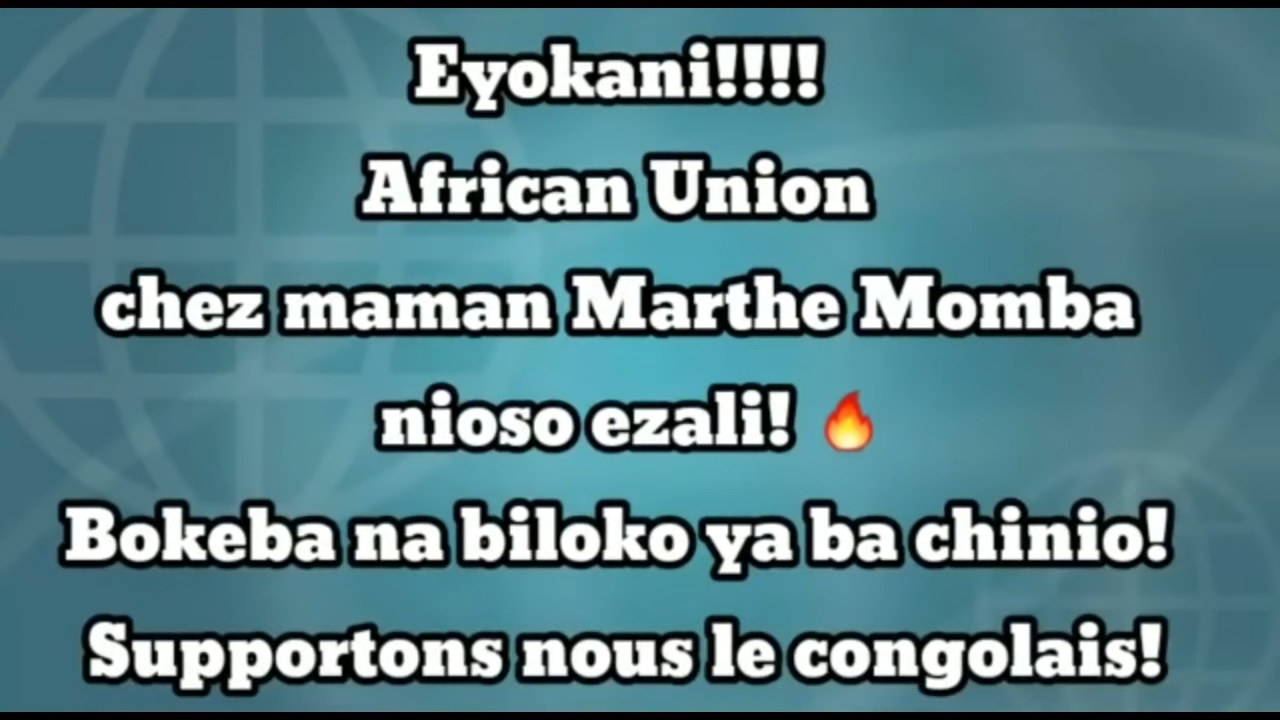 Eyokani!!!!
African Union
chez maman Marthe Momba
nioso ezali! 🔥
Bokeba na biloko ya ba chinio!
Supportons nous le congolais!